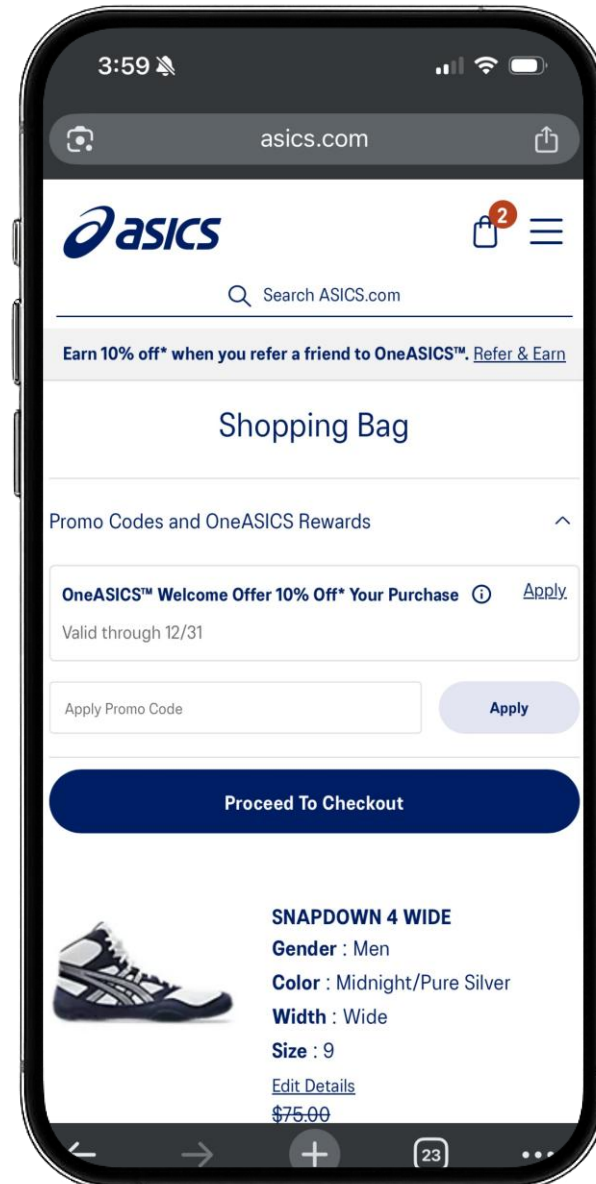 3:59
asics.com
asics
2
Search ASICS.com
Earn 10% off* when you refer a friend to OneASICS™. Refer & Earn
Shopping Bag
Promo Codes and OneASICS Rewards
OneASICS™ Welcome Offer 10% Off* Your Purchase Apply
Valid through 12/31
Apply Promo Code Apply
Proceed To Checkout
SNAPDOWN 4 WIDE
Gender : Men
Color : Midnight/Pure Silver
Width : Wide
Size : 9
Edit Details
$75.00
23